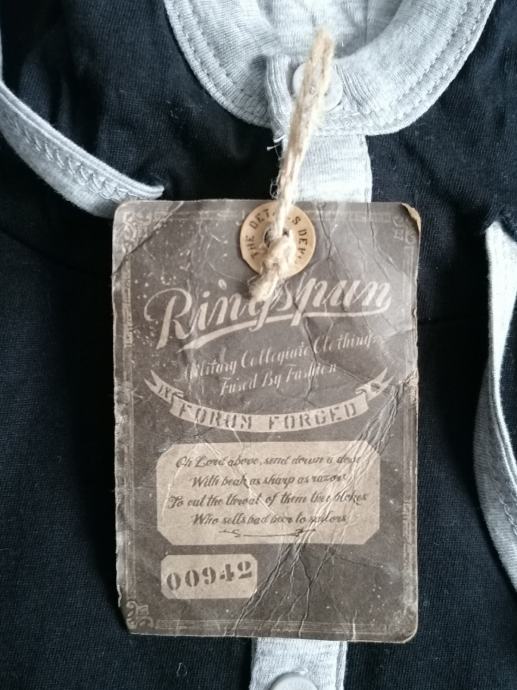 THE DETAILS DEPT
Ringspun
Military Collegiate Clothing
Fused By Fashion
FORUM FORGED
Oh Lord above, send down a dove
With beak as sharp as razors
To cut the throat of them there blokes
Who sells bad beer to sailors
00942